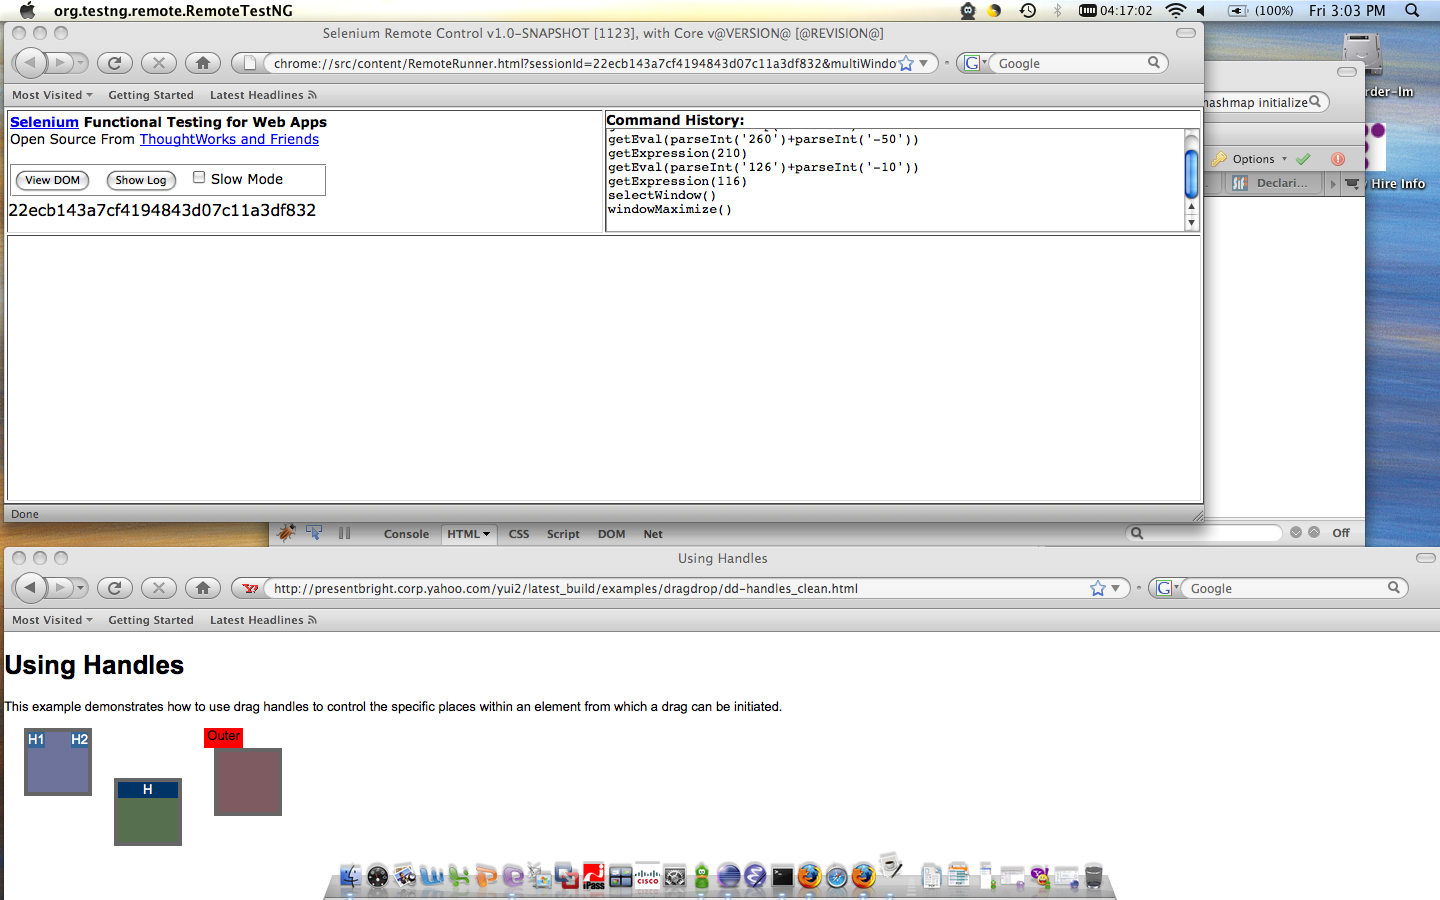 org.testng.remote.RemoteTestNG
04:17:02
(100%)
Fri 3:03 PM
Selenium Remote Control v1.0-SNAPSHOT [1123], with Core v@VERSION@ [@REVISION@]
chrome://src/content/RemoteRunner.html?sessionId=22ecb143a7cf4194843d07c11a3df832&multiWindo
Google
Most Visited
Getting Started
Latest Headlines
Selenium Functional Testing for Web Apps
Open Source From ThoughtWorks and Friends
View DOM
Show Log
Slow Mode
22ecb143a7cf4194843d07c11a3df832
Command History:
getEval(parseInt('260')+parseInt('-50'))
getExpression(210)
getEval(parseInt('126')+parseInt('-10'))
getExpression(116)
selectWindow()
windowMaximize()
Done
rder-Im
hashmap initialize
Options
Declari...
Hire Info
Console
HTML
CSS
Script
DOM
Net
Off
Using Handles
http://presentbright.corp.yahoo.com/yui2/latest_build/examples/dragdrop/dd-handles_clean.html
Google
Most Visited
Getting Started
Latest Headlines
Using Handles
This example demonstrates how to use drag handles to control the specific places within an element from which a drag can be initiated.
H1
H2
Outer
H
iPass
CISCO